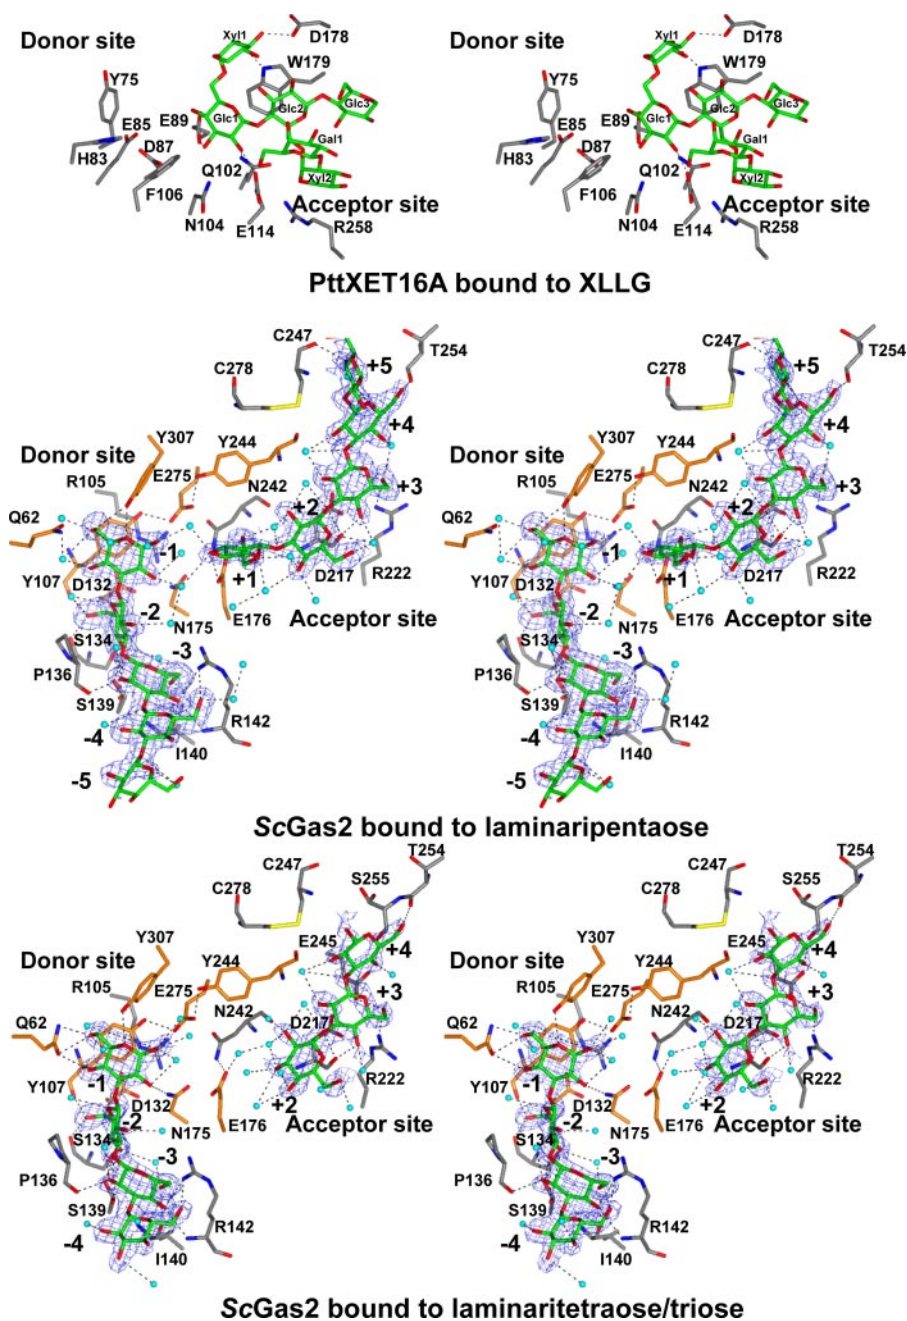 Donor site
Xyl1
D178
Y75
W179
E85
E89
Glc1
Glc2
Glc3
H83
D87
Gal1
F106
Q102
Xyl2
N104
E114
Acceptor site
R258
Donor site
Xyl1
D178
Y75
W179
E85
E89
Glc1
Glc2
Glc3
H83
D87
Gal1
F106
Q102
Xyl2
N104
E114
Acceptor site
R258
PttXET16A bound to XLLG
C247
T254
C278
+5
+4
Y307
Y244
Donor site
E275
R105
N242
+3
+2
Q62
-1
+1
R222
Y107
D132
D217
-2
E176
Acceptor site
N175
S134
-3
P136
S139
R142
-4
I140
-5
C247
T254
C278
+5
+4
Y307
Y244
Donor site
E275
R105
N242
+3
+2
Q62
-1
+1
R222
Y107
D132
D217
-2
E176
Acceptor site
N175
S134
-3
P136
S139
R142
-4
I140
-5
ScGas2 bound to laminaripentaose
C247
T254
S255
C278
+4
Y307
E245
Y244
Donor site
+3
R105
E275
N242
D217
Q62
R222
Y107
-1
+2
D132
-2
E176
Acceptor site
N175
S134
-3
P136
S139
R142
-4
I140
C247
T254
S255
C278
+4
Y307
E245
Y244
Donor site
+3
R105
E275
N242
D217
Q62
R222
Y107
-1
+2
D132
-2
E176
Acceptor site
N175
S134
-3
P136
S139
R142
-4
I140
ScGas2 bound to laminaritetraose/triose